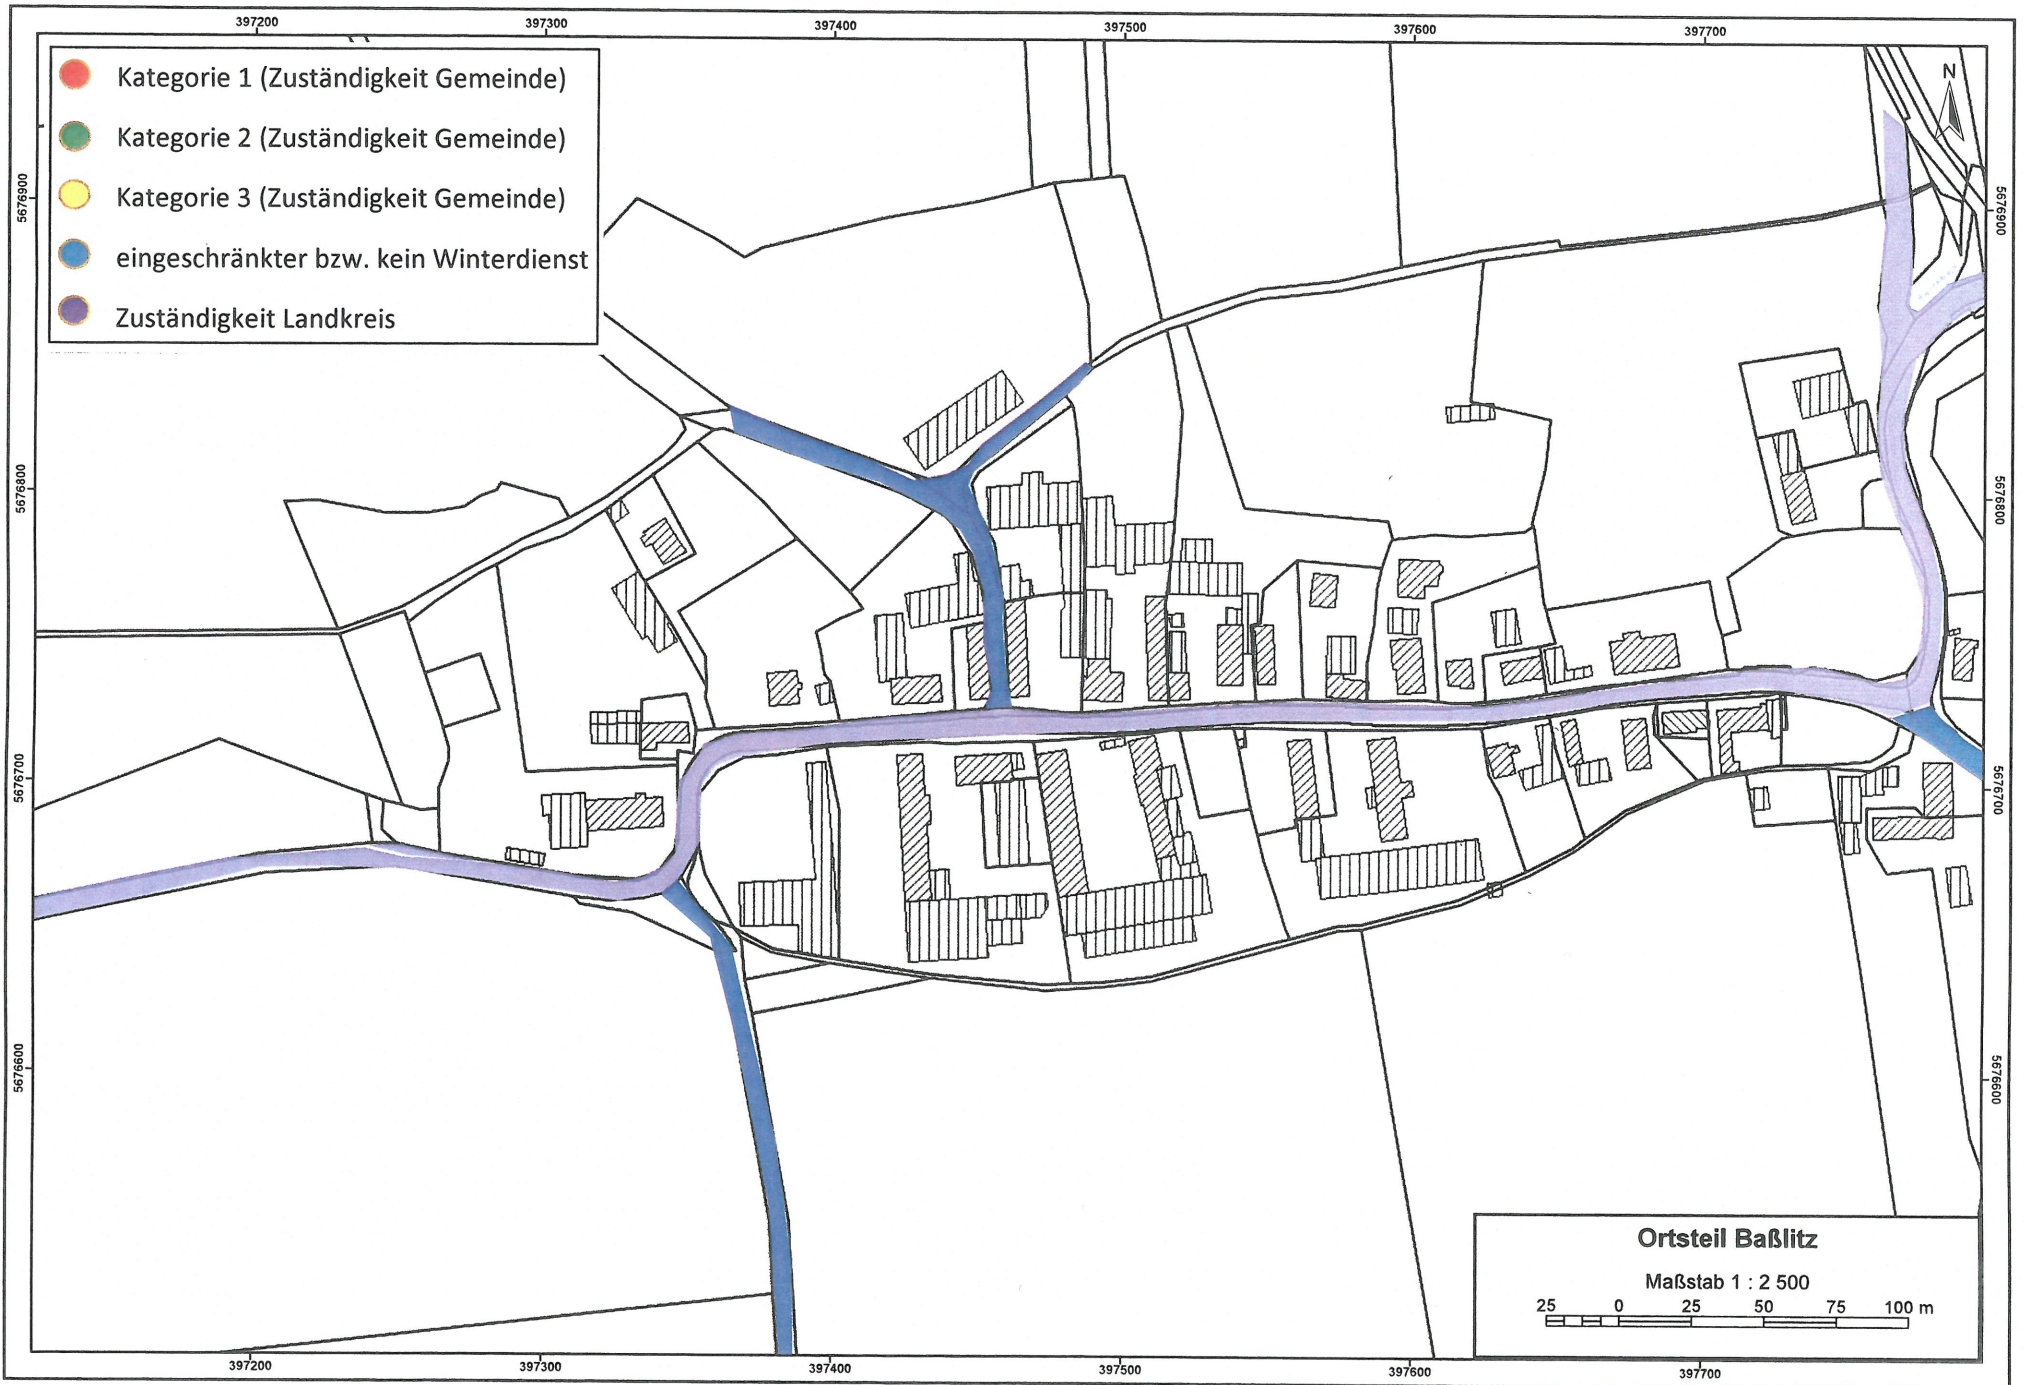 397200
397300
397400
397500
397600
397700
Kategorie 1 (Zuständigkeit Gemeinde)
Kategorie 2 (Zuständigkeit Gemeinde)
Kategorie 3 (Zuständigkeit Gemeinde)
eingeschränkter bzw. kein Winterdienst
Zuständigkeit Landkreis
N
5676900
5676900
5676800
5676800
5676700
5676700
5676600
5676600
Ortsteil Baßlitz
Maßstab 1 : 2 500
25 0 25 50 75 100 m
397200
397300
397400
397500
397600
397700